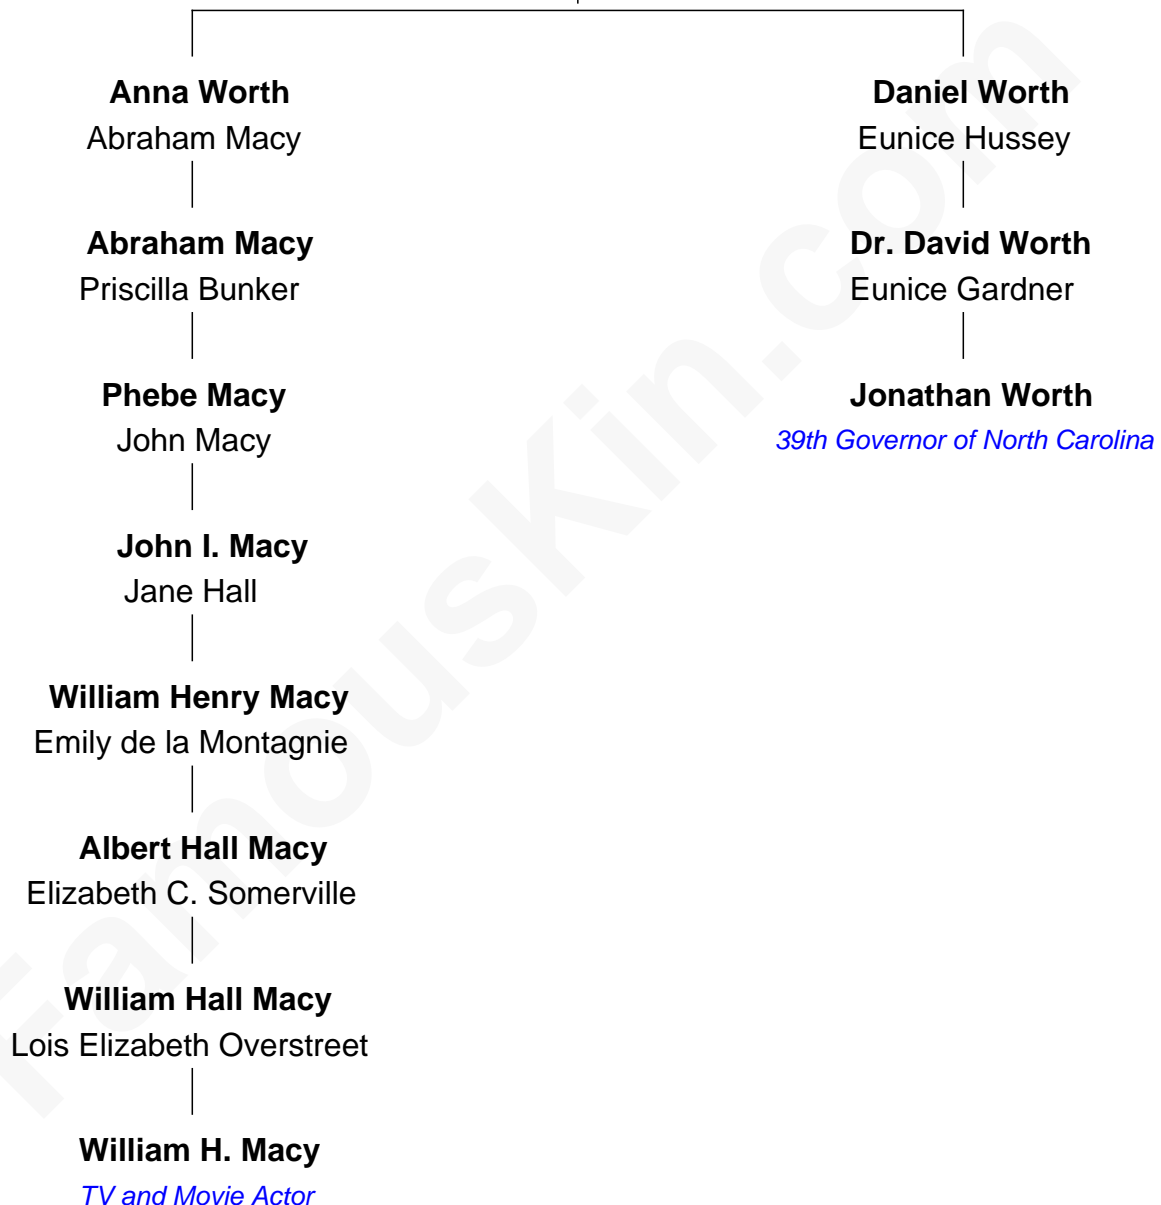 Anna Worth
Abraham Macy
Abraham Macy
Priscilla Bunker
Phebe Macy
John Macy
John I. Macy
Jane Hall
William Henry Macy
Emily de la Montagnie
Albert Hall Macy
Elizabeth C. Somerville
William Hall Macy
Lois Elizabeth Overstreet
William H. Macy
TV and Movie Actor
Daniel Worth
Eunice Hussey
Dr. David Worth
Eunice Gardner
Jonathan Worth
39th Governor of North Carolina
FamousKin.com